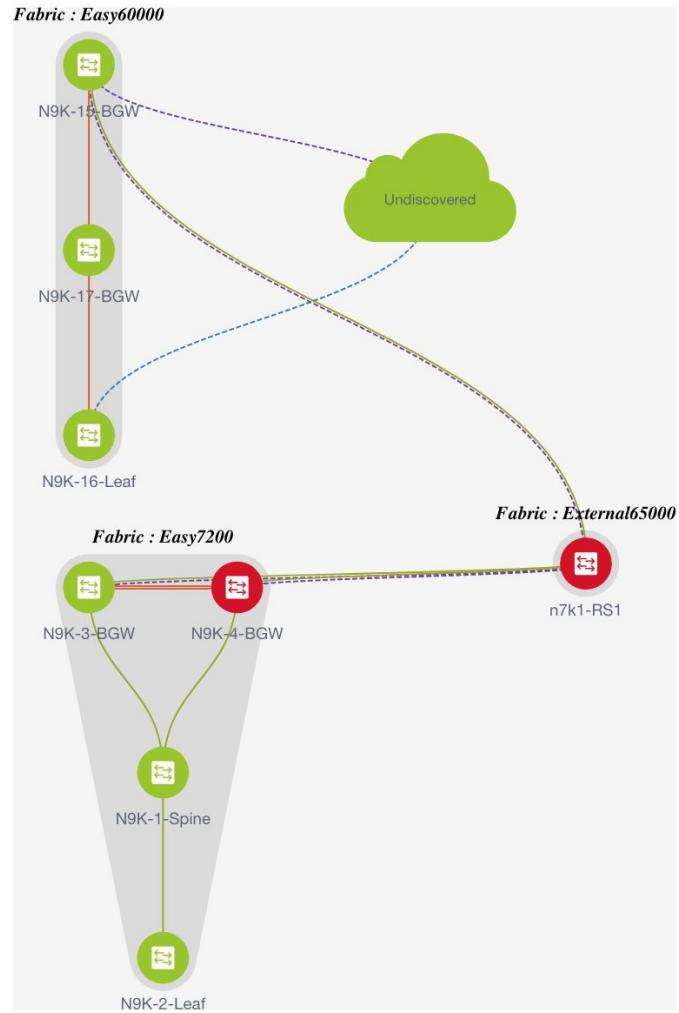 Fabric : Easy60000
N9K-15-BGW
Undiscovered
N9K-17-BGW
N9K-16-Leaf
Fabric : External65000
Fabric : Easy7200
n7k1-RS1
N9K-3-BGW
N9K-4-BGW
N9K-1-Spine
N9K-2-Leaf